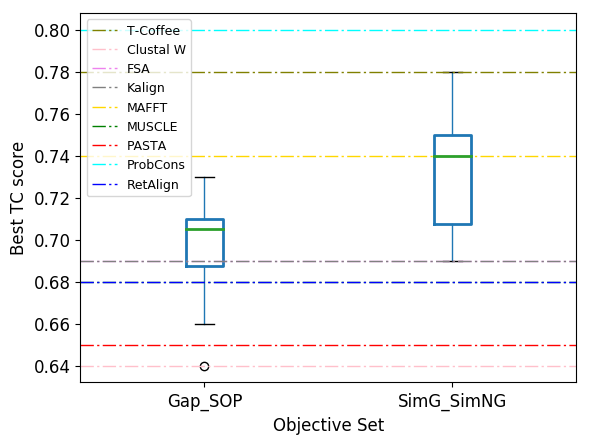 0.80
0.78
0.76
0.74
0.72
0.70
0.68
0.66
0.64
Best TC score
T-Coffee
Clustal W
FSA
Kalign
MAFFT
MUSCLE
PASTA
ProbCons
RetAlign
Gap_SOP
SimG_SimNG
Objective Set